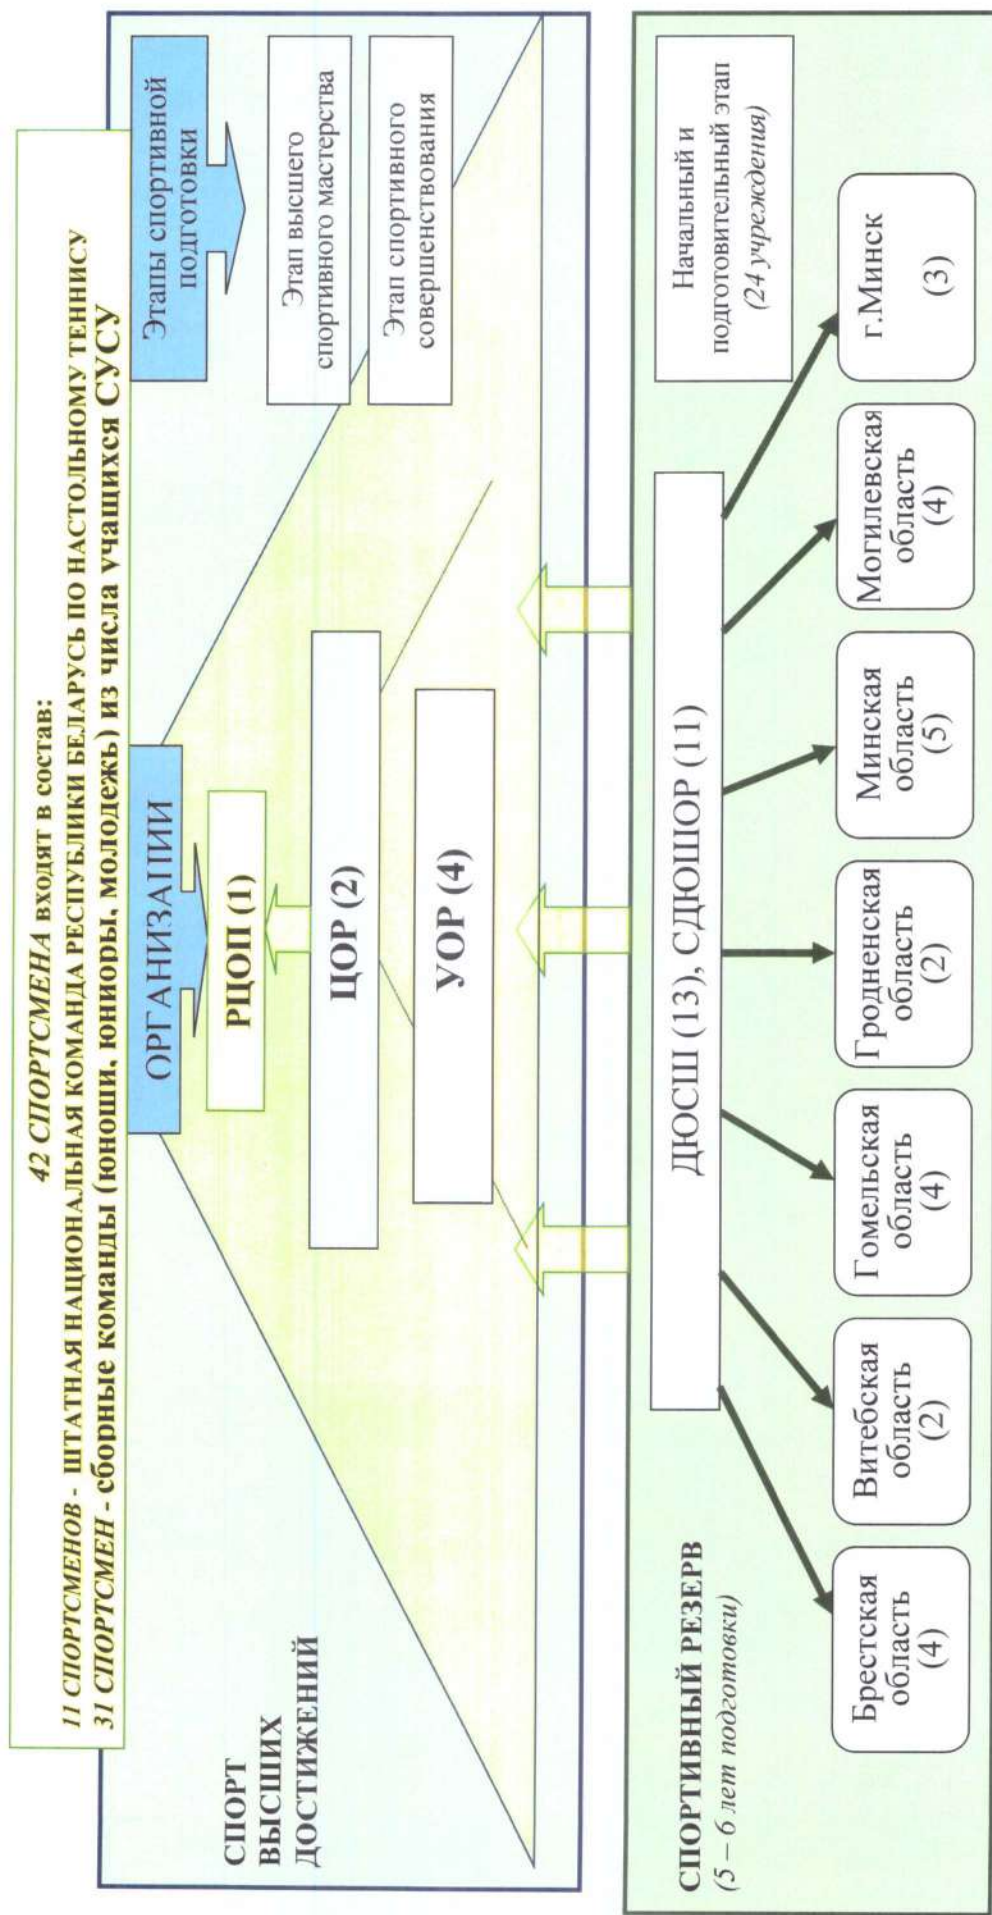 42 СПОРТСМЕНА входят в состав:
11 СПОРТСМЕНОВ - ШТАТНАЯ НАЦИОНАЛЬНАЯ КОМАНДА РЕСПУБЛИКИ БЕЛАРУСЬ ПО НАСТОЛЬНОМУ ТЕННИСУ
31 СПОРТСМЕН - сборные команды (юноши, юниоры, молодежь) из числа учащихся СУСУ
ОРГАНИЗАЦИИ
Этапы спортивной
подготовки
СПОРТ
ВЫСШИХ
ДОСТИЖЕНИЙ
РЦОП (1)
ЦОР (2)
УОР (4)
Этап высшего
спортивного мастерства
Этап спортивного
совершенствования
СПОРТИВНЫЙ РЕЗЕРВ
(5 – 6 лет подготовки)
ДЮСШ (13), СДЮШОР (11)
Начальный и
подготовительный этап
(24 учреждения)
Брестская
область
(4)
Витебская
область
(2)
Гомельская
область
(4)
Гродненская
область
(2)
Минская
область
(5)
Могилевская
область
(4)
г.Минск
(3)